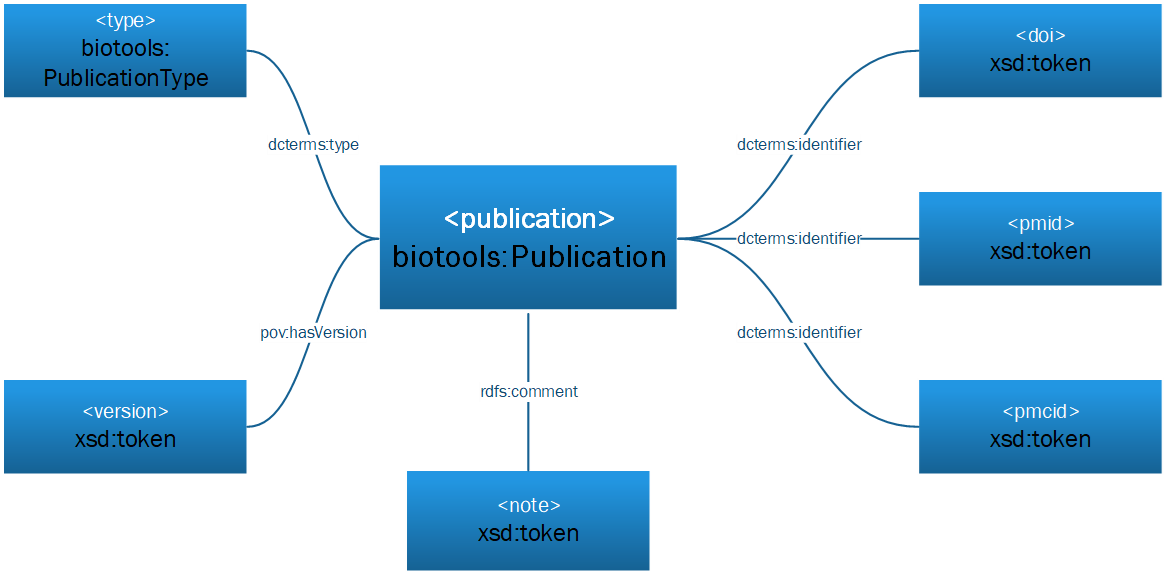 <type>
biotools:
PublicationType
<doi>
xsd:token
dcterms:type
dcterms:identifier
<publication>
biotools:Publication
<pmid>
xsd:token
dcterms:identifier
pov:hasVersion
dcterms:identifier
<version>
xsd:token
rdfs:comment
<pmcid>
xsd:token
<note>
xsd:token